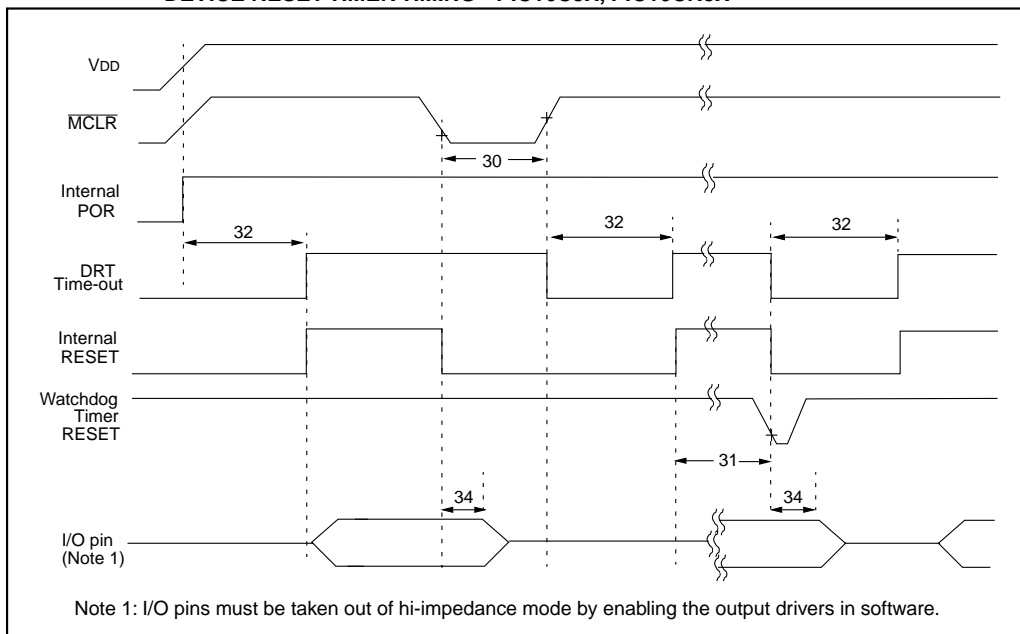 DEVICE RESET TIMER TIMING
VDD
MCLR
30
Internal
POR
32
32
32
DRT
Time-out
Internal
RESET
Watchdog
Timer
RESET
31
34
34
I/O pin
(Note 1)
Note 1: I/O pins must be taken out of hi-impedance mode by enabling the output drivers in software.